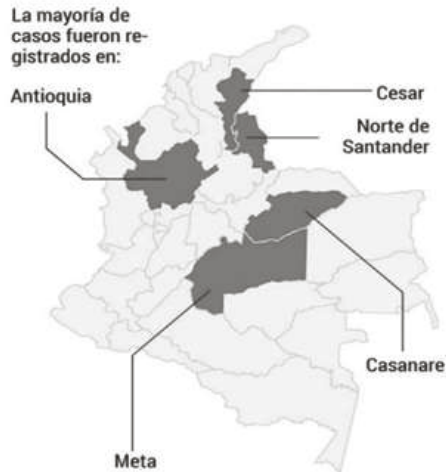 La mayoría de
casos fueron re-
gistrados en:
Antioquia
Cesar
Norte de
Santander
Casanare
Meta